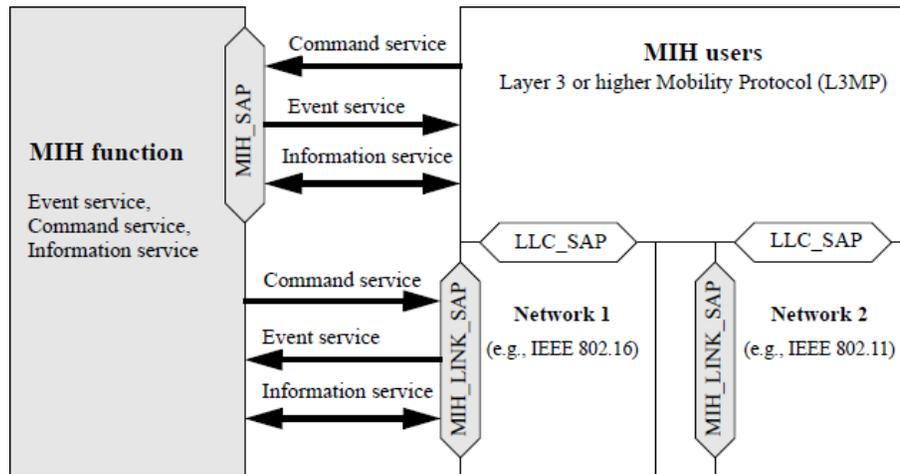 Command service
MIH users
Layer 3 or higher Mobility Protocol (L3MP)
MIH_SAP
Event service
MIH function
Information service
Event service,
Command service,
Information service
LLC_SAP
LLC_SAP
Command service
MIH_LINK_SAP
Network 1
(e.g., IEEE 802.16)
MIH_LINK_SAP
Network 2
(e.g., IEEE 802.11)
Event service
Information service